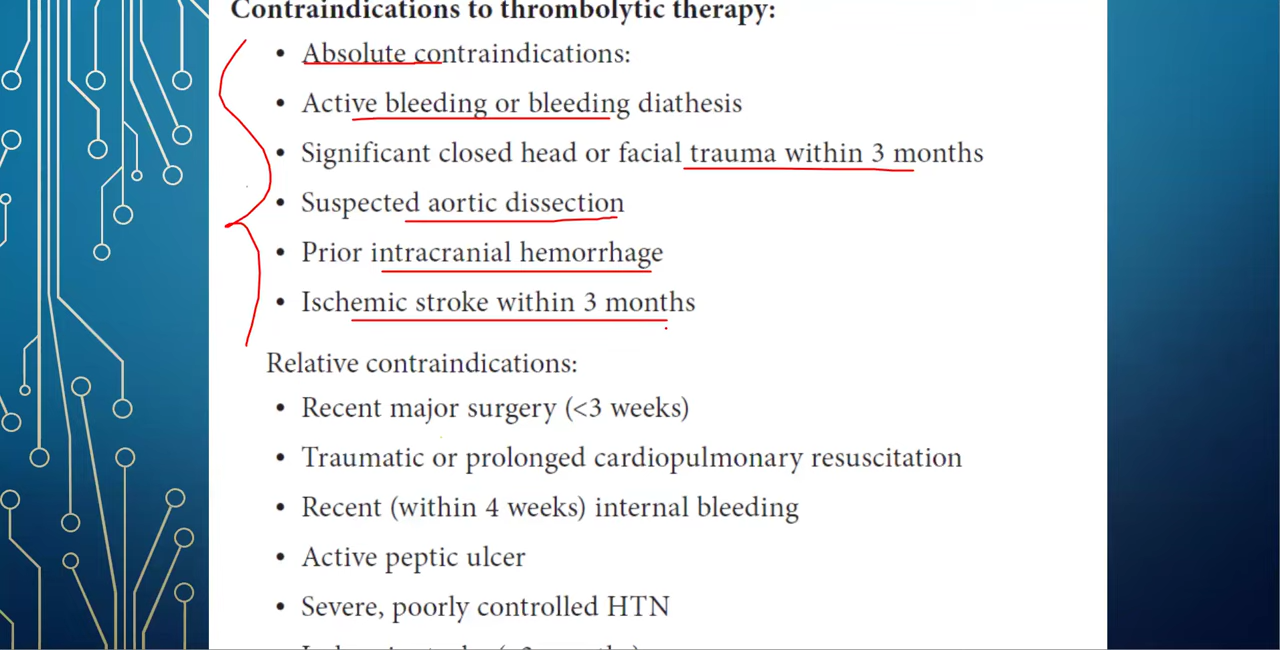 Contraindications to thrombolytic therapy:
• Absolute contraindications:
• Active bleeding or bleeding diathesis
• Significant closed head or facial trauma within 3 months
• Suspected aortic dissection
• Prior intracranial hemorrhage
• Ischemic stroke within 3 months
Relative contraindications:
• Recent major surgery (<3 weeks)
• Traumatic or prolonged cardiopulmonary resuscitation
• Recent (within 4 weeks) internal bleeding
• Active peptic ulcer
• Severe, poorly controlled HTN